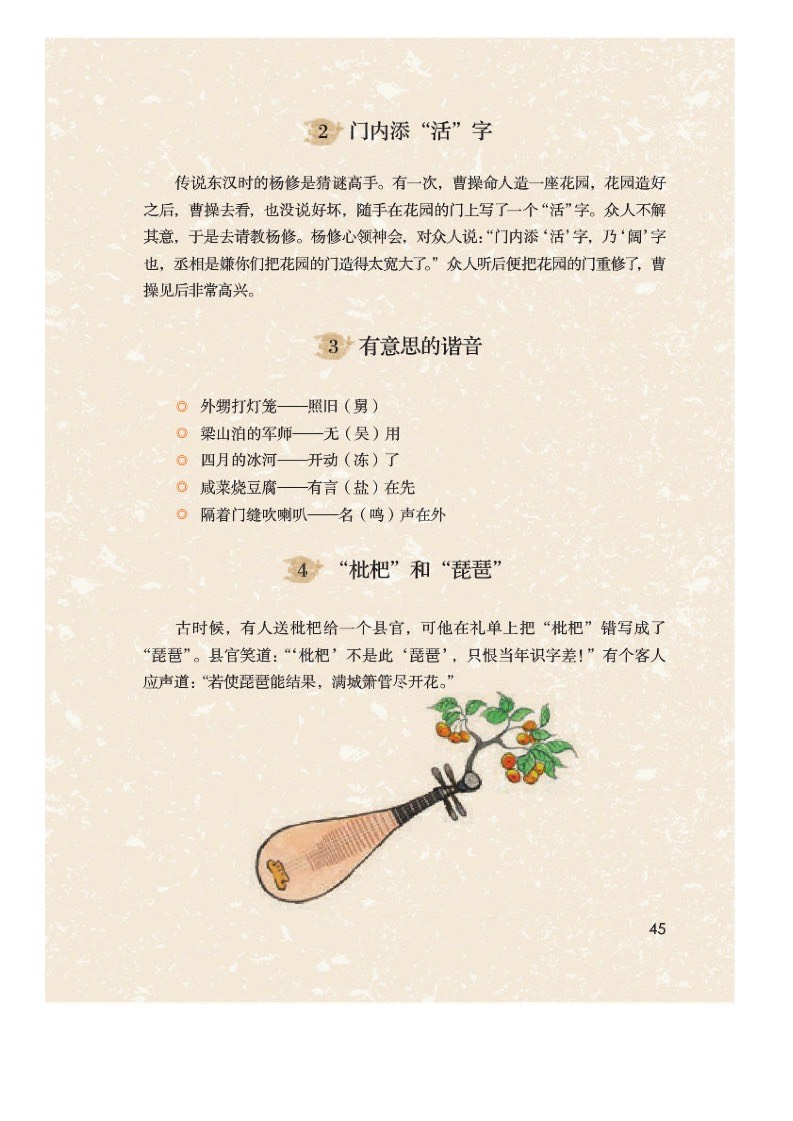 2 门内添“活”字
传说东汉时的杨修是猜谜高手。有一次，曹操命人造一座花园，花园造好
之后，曹操去看，也没说好坏，随手在花园的门上写了一个“活”字。众人不解
其意，于是去请教杨修。杨修心领神会，对众人说：“门内添‘活’字，乃‘阔’字
也，丞相是嫌你们把花园的门造得太宽大了。”众人听后便把花园的门重修了，曹
操见后非常高兴。
3 有意思的谐音
外甥打灯笼——照旧（舅）
梁山泊的军师——无（吴）用
四月的冰河——开动（冻）了
咸菜烧豆腐——有言（盐）在先
隔着门缝吹喇叭——名（鸣）声在外
4 “枇杷”和“琵琶”
古时候，有人送枇杷给一个县官，可他在礼单上把“枇杷”错写成了
“琵琶”。县官笑道：“‘枇杷’不是此‘琵琶’，只恨当年识字差！”有个客人
应声道：“若使琵琶能结果，满城箫管尽开花。”
45